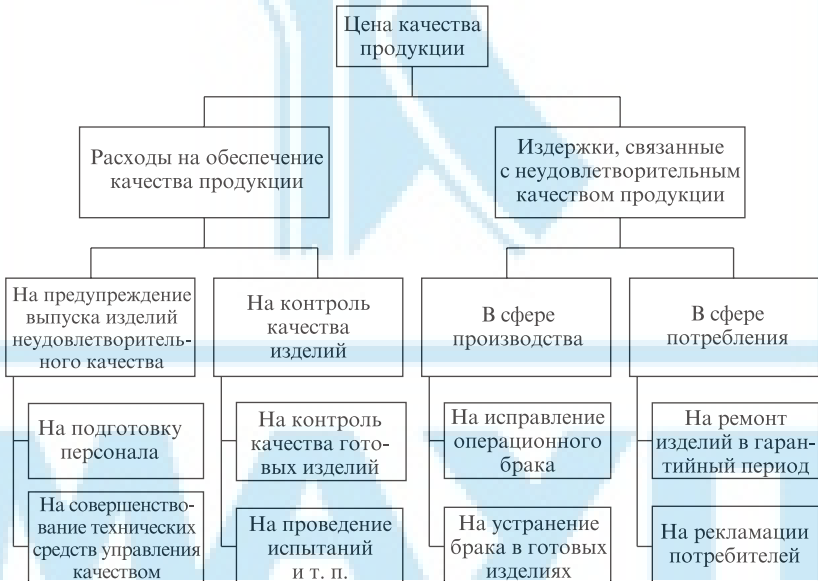 Цена качества
продукции
Расходы на обеспечение
качества продукции
Издержки, связанные
с неудовлетворительным
качеством продукции
На предупреждение
выпуска изделий
неудовлетворитель-
ного качества
На контроль
качества
изделий
В сфере
производства
В сфере
потребления
На подготовку
персонала
На контроль
качества гото-
вых изделий
На исправление
операционного
брака
На ремонт
изделий в гаран-
тийный период
На совершенство-
вание технических
средств управления
качеством
На проведение
испытаний
и т. п.
На устранение
брака в готовых
изделиях
На рекламации
потребителей